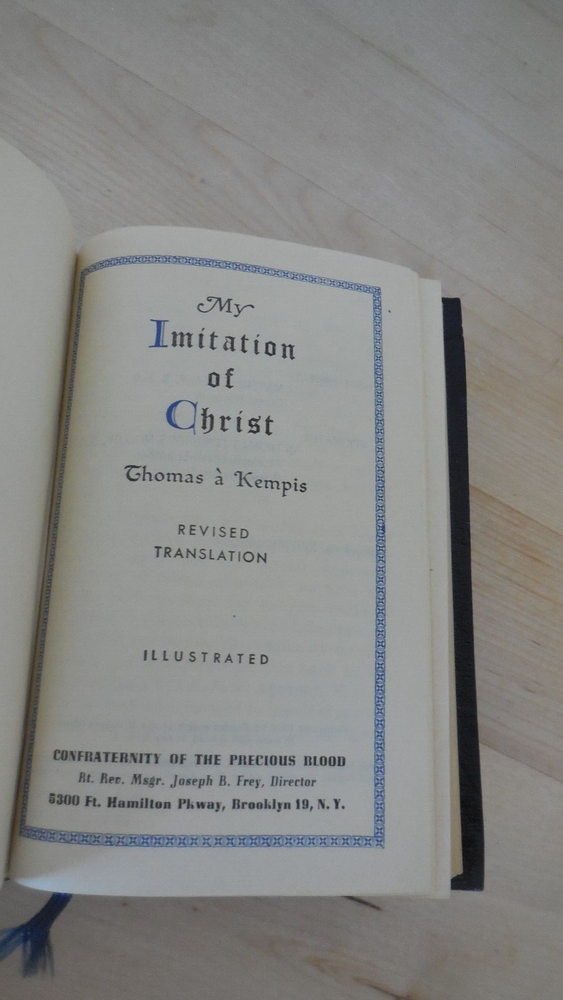 My
Imitation
of
Christ
Thomas à Kempis
REVISED
TRANSLATION
ILLUSTRATED
CONFRATERNITY OF THE PRECIOUS BLOOD
Rt. Rev. Msgr. Joseph B. Frey, Director
5300 Ft. Hamilton Pkway, Brooklyn 19, N. Y.